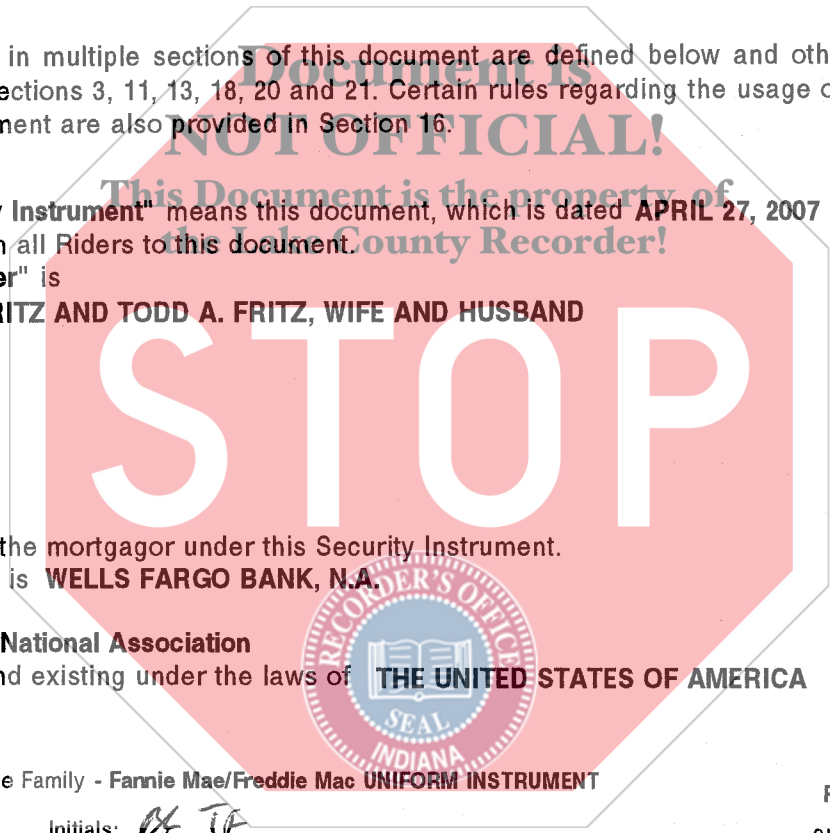 in multiple sections of this document are defined below and oth
ections 3, 11, 13, 18, 20 and 21. Certain rules regarding the usage o
ment are also provided in Section 16.
Document is
NOT OFFICIAL!
This Document is the property of
the Lake County Recorder!
Instrument" means this document, which is dated APRIL 27, 2007
all Riders to this document.
er" is
RITZ AND TODD A. FRITZ, WIFE AND HUSBAND
STOP
the mortgagor under this Security Instrument.
is WELLS FARGO BANK, N.A.
National Association
nd existing under the laws of THE UNITED STATES OF AMERICA
RECORDER'S OFFICE
SEAL
INDIANA
e Family - Fannie Mae/Freddie Mac UNIFORM INSTRUMENT
Initials: TF